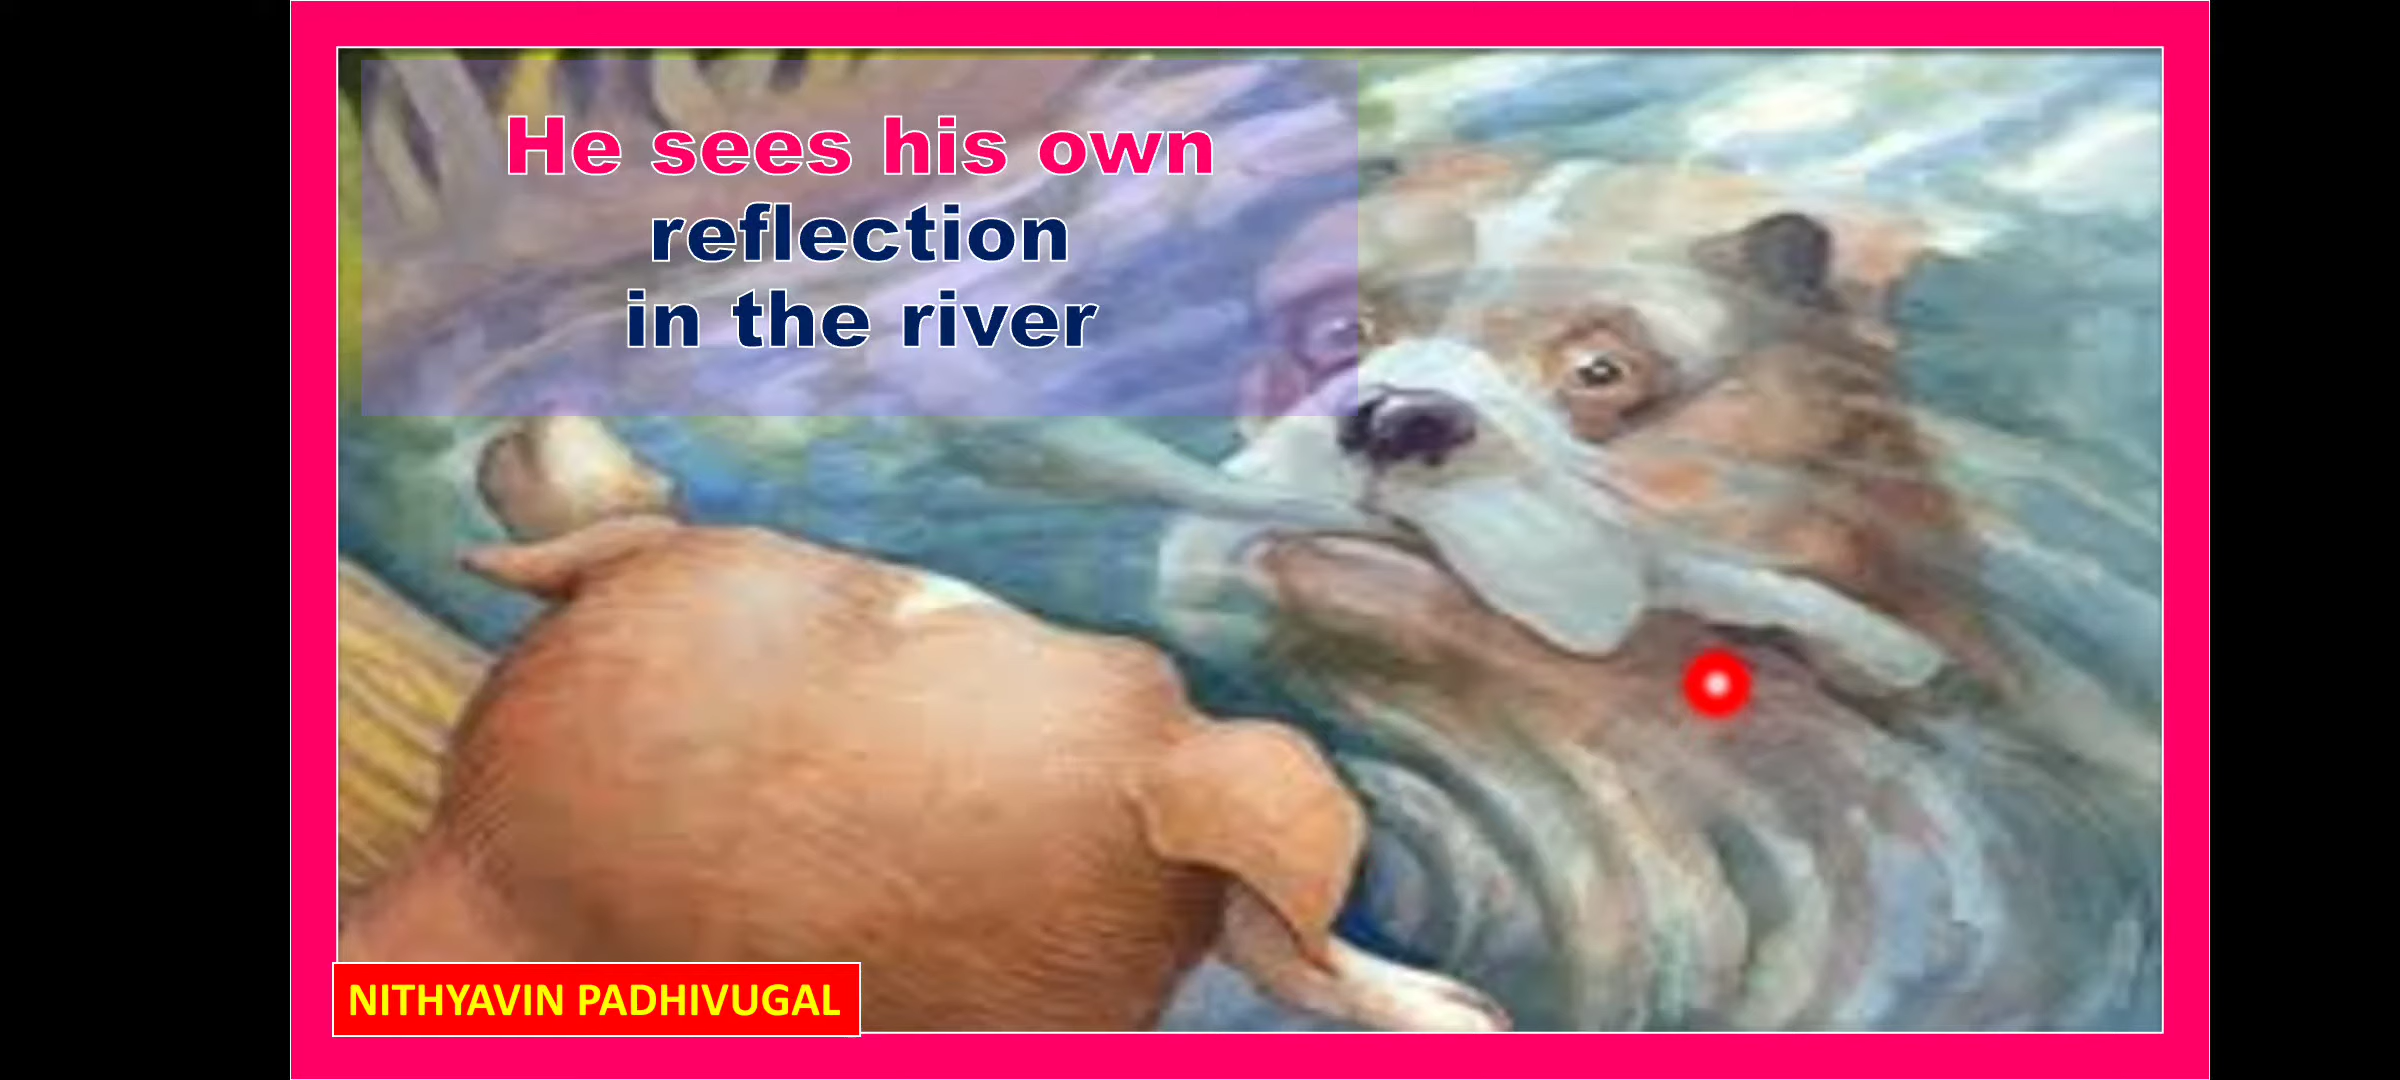 He sees his own
reflection
in the river
NITHYAVIN PADHIVUGAL